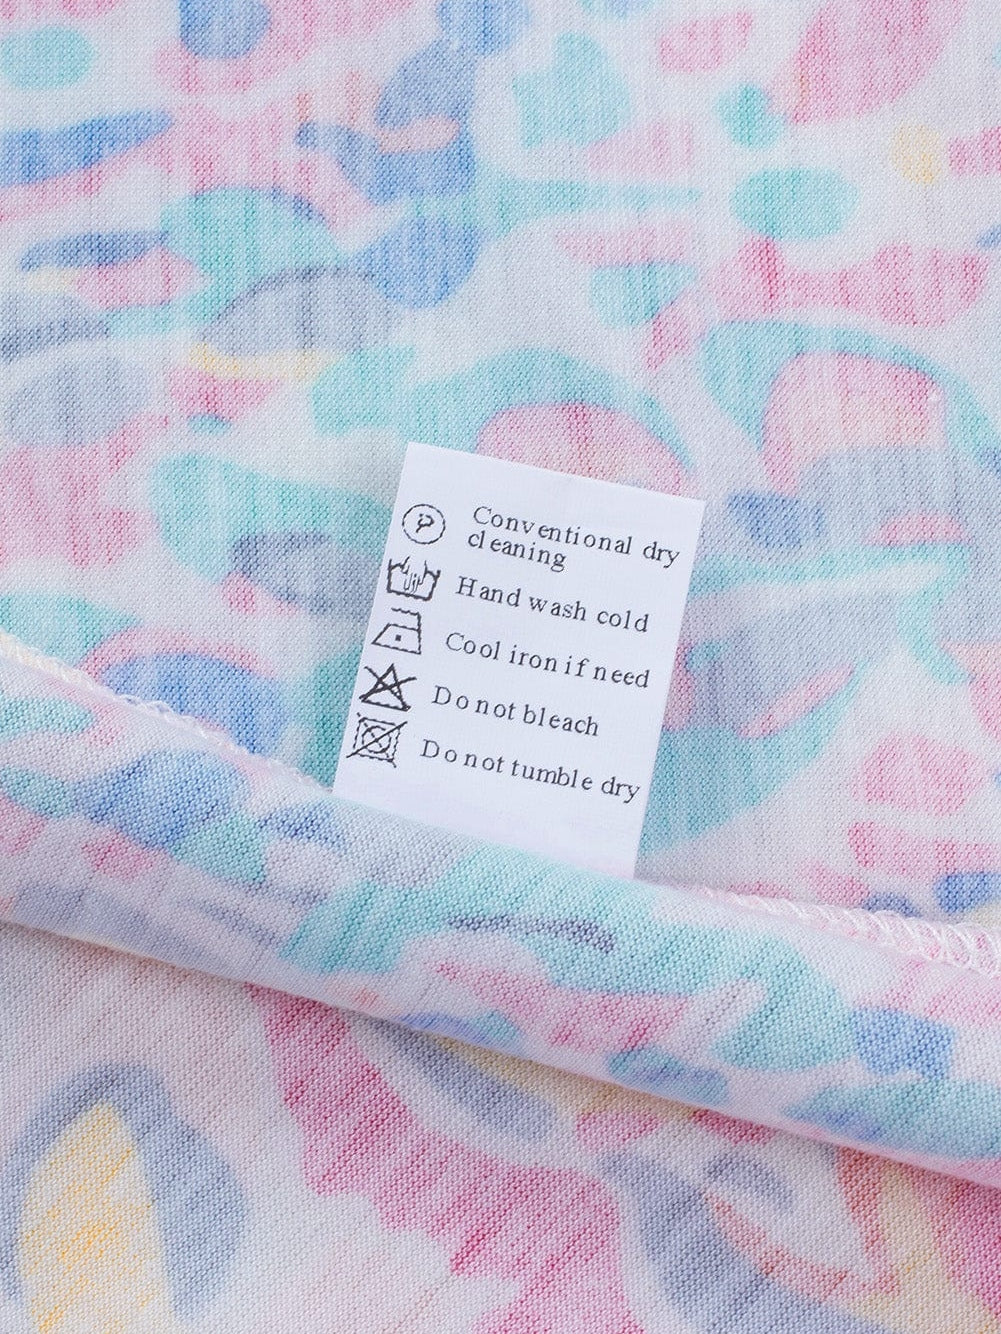 P
Conventional dry
cleaning
Hand wash cold
Cool iron if need
Do not bleach
Do not tumble dry